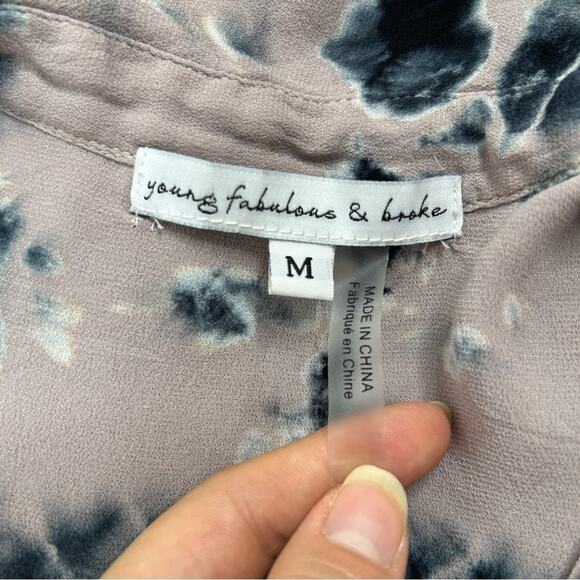 young fabulous & broke
M
MADE IN CHINA
Fabriqué en Chine